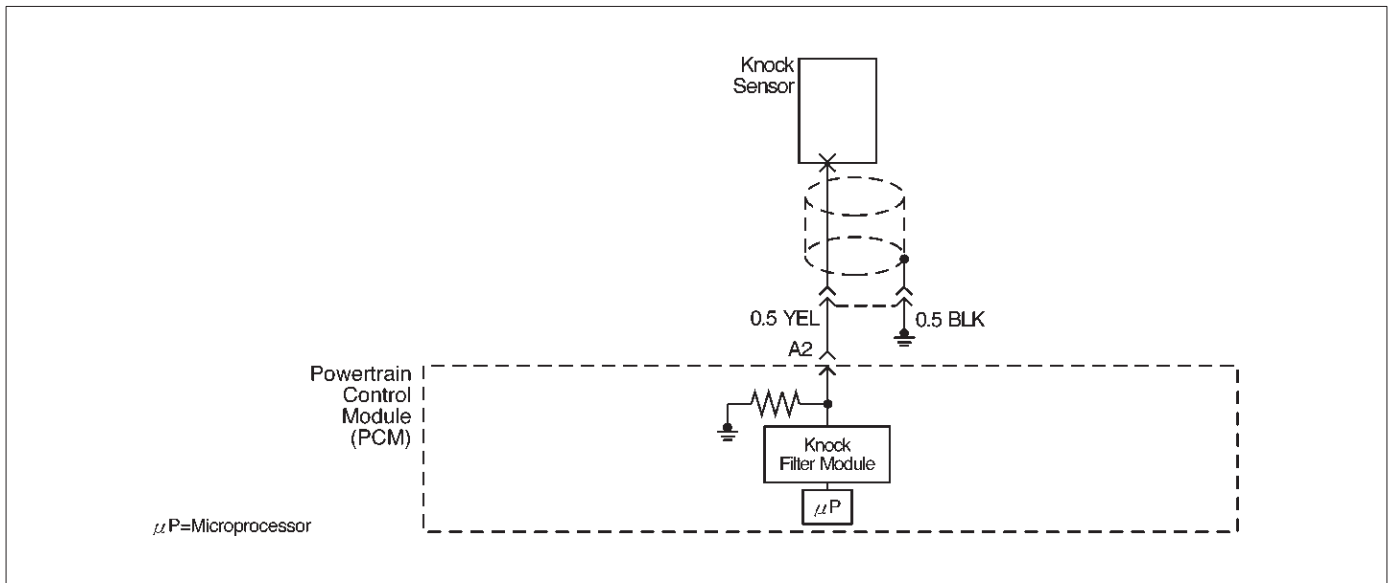 Knock
Sensor
0.5 YEL
0.5 BLK
A2
Powertrain
Control
Module
(PCM)
Knock
Filter Module
μP
μP=Microprocessor